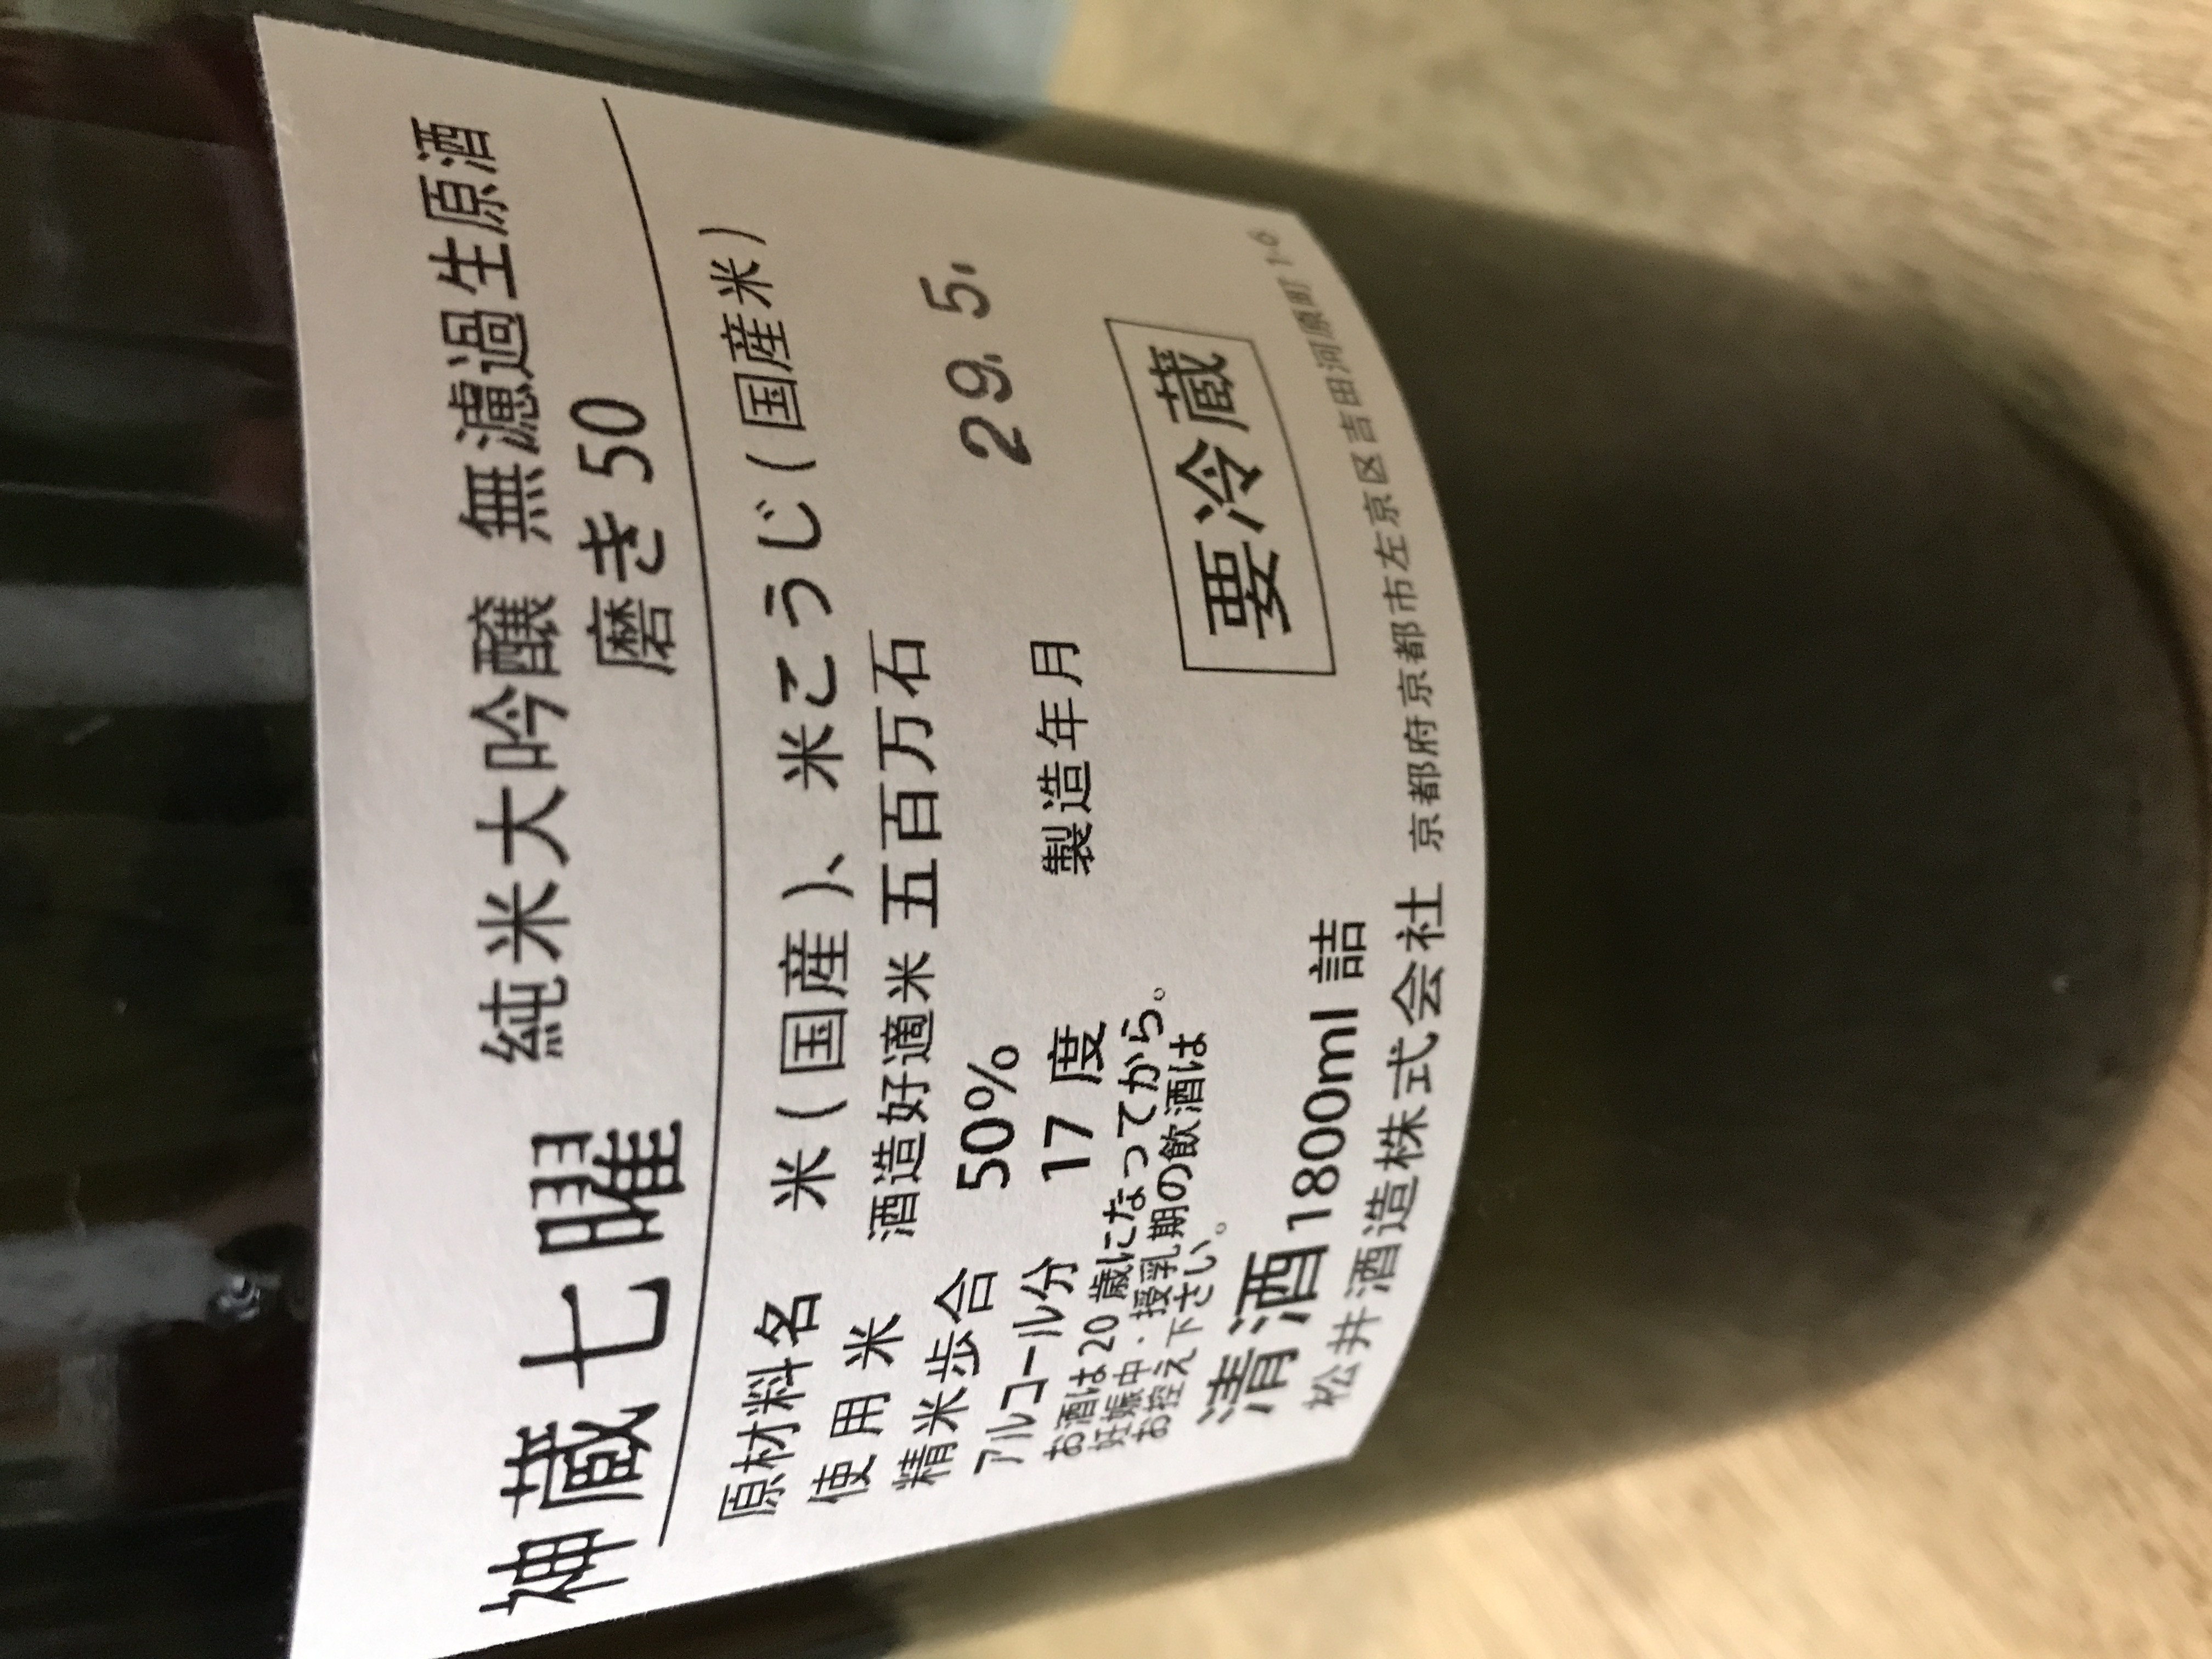 神蔵七曜 純米大吟醸 無濾過生原酒
磨き50
原材料名 米(国産)、米こうじ(国産米)
使用米 酒造好適米 五百万石
精米歩合 50%
29. 5.
アルコール分 17度 製造年月
お酒は20歳になってから。
妊娠中・授乳期の飲酒は
お控え下さい。
要冷蔵
清酒1800ml詰
松井酒造株式会社 京都府京都市左京区吉田河原町1-6